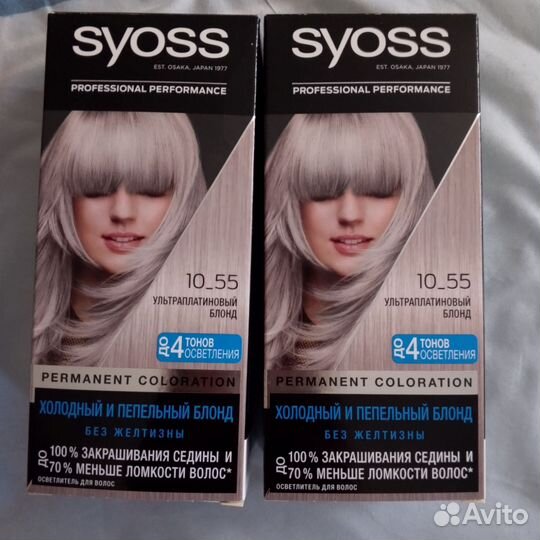 SYOSS
EST. OSAKA, JAPAN 1977
PROFESSIONAL PERFORMANCE
10_55
УЛЬТРАПЛАТИНОВЫЙ
БЛОНД
ДО 4 ТОНОВ
ОСВЕТЛЕНИЯ
PERMANENT COLORATION
ХОЛОДНЫЙ И ПЕПЕЛЬНЫЙ БЛОНД
БЕЗ ЖЕЛТИЗНЫ
ДО 100% ЗАКРАШИВАНИЯ СЕДИНЫ И
70% МЕНЬШЕ ЛОМКОСТИ ВОЛОС*
ОСВЕТЛИТЕЛЬ ДЛЯ ВОЛОС
SYOSS
EST. OSAKA, JAPAN 1977
PROFESSIONAL PERFORMANCE
10_55
УЛЬТРАПЛАТИНОВЫЙ
БЛОНД
ДО 4 ТОНОВ
ОСВЕТЛЕНИЯ
PERMANENT COLORATION
ХОЛОДНЫЙ И ПЕПЕЛЬНЫЙ БЛОНД
БЕЗ ЖЕЛТИЗНЫ
ДО 100% ЗАКРАШИВАНИЯ СЕДИНЫ И
70% МЕНЬШЕ ЛОМКОСТИ ВОЛОС*
ОСВЕТЛИТЕЛЬ ДЛЯ ВОЛОС
Avito